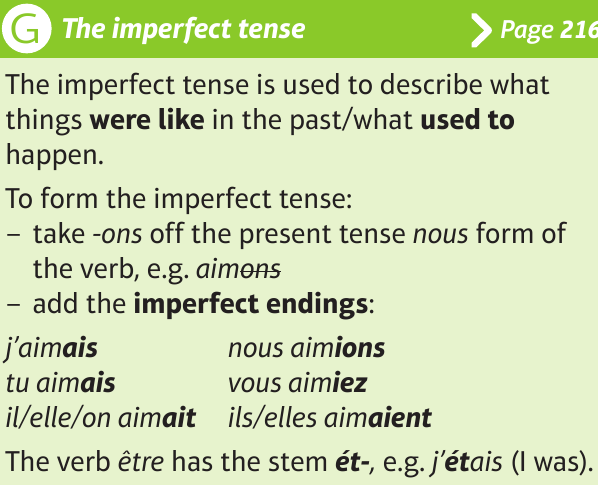 G The imperfect tense Page 216
The imperfect tense is used to describe what
things were like in the past/what used to
happen.
To form the imperfect tense:
– take -ons off the present tense nous form of
the verb, e.g. aimons
– add the imperfect endings:
j'aimais nous aimions
tu aimais vous aimiez
il/elle/on aimait ils/elles aimaient
The verb être has the stem ét-, e.g. j'étais (I was).